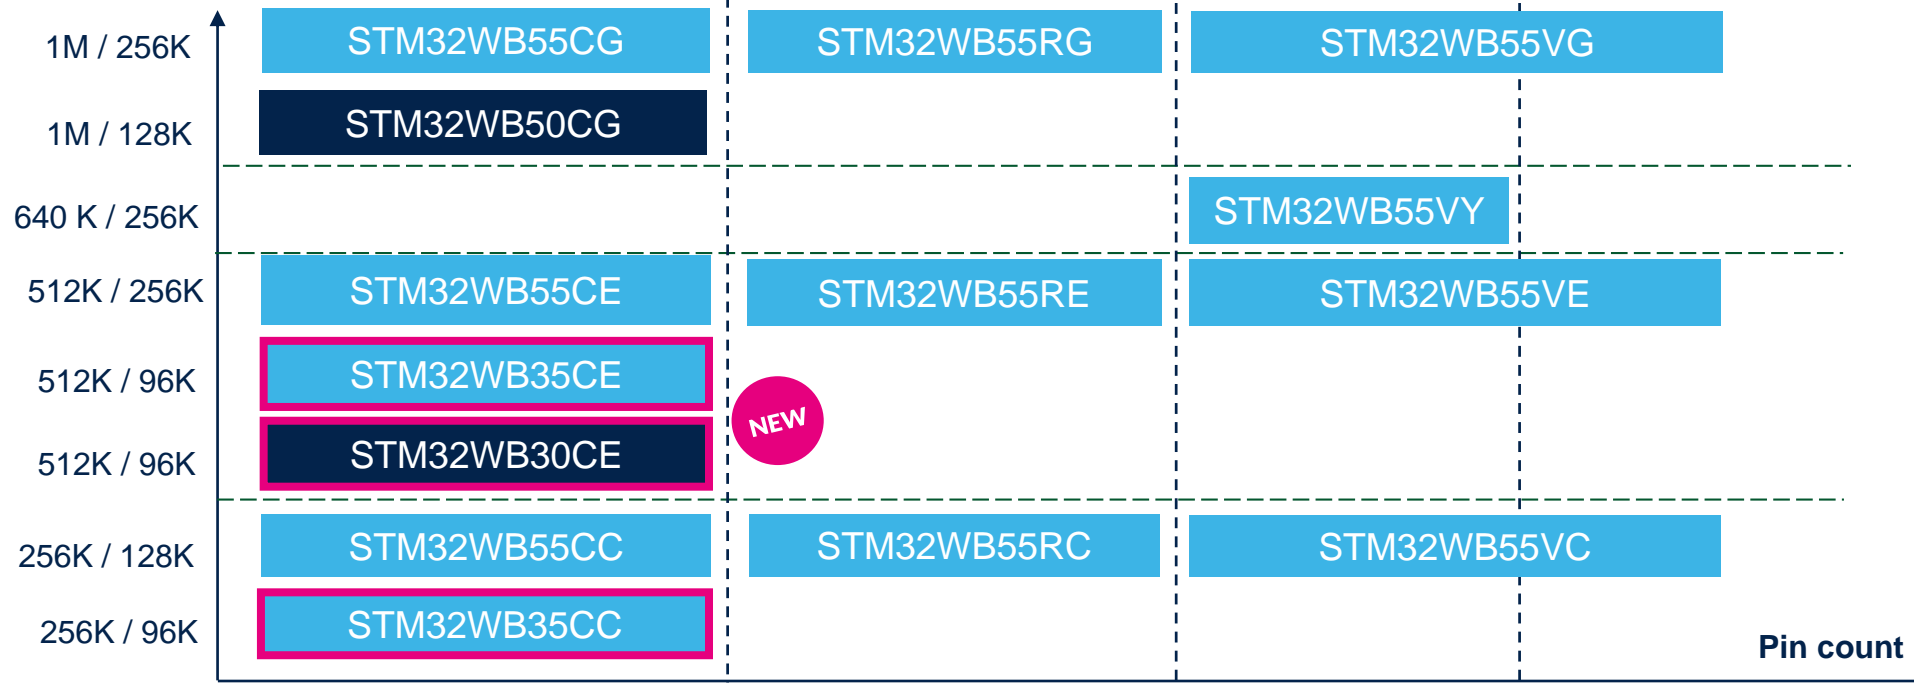 1M / 256K STM32WB55CG STM32WB55RG STM32WB55VG
1M / 128K STM32WB50CG
640 K / 256K STM32WB55VY
512K / 256K STM32WB55CE STM32WB55RE STM32WB55VE
512K / 96K STM32WB35CE
NEW
512K / 96K STM32WB30CE
256K / 128K STM32WB55CC STM32WB55RC STM32WB55VC
256K / 96K STM32WB35CC
Pin count